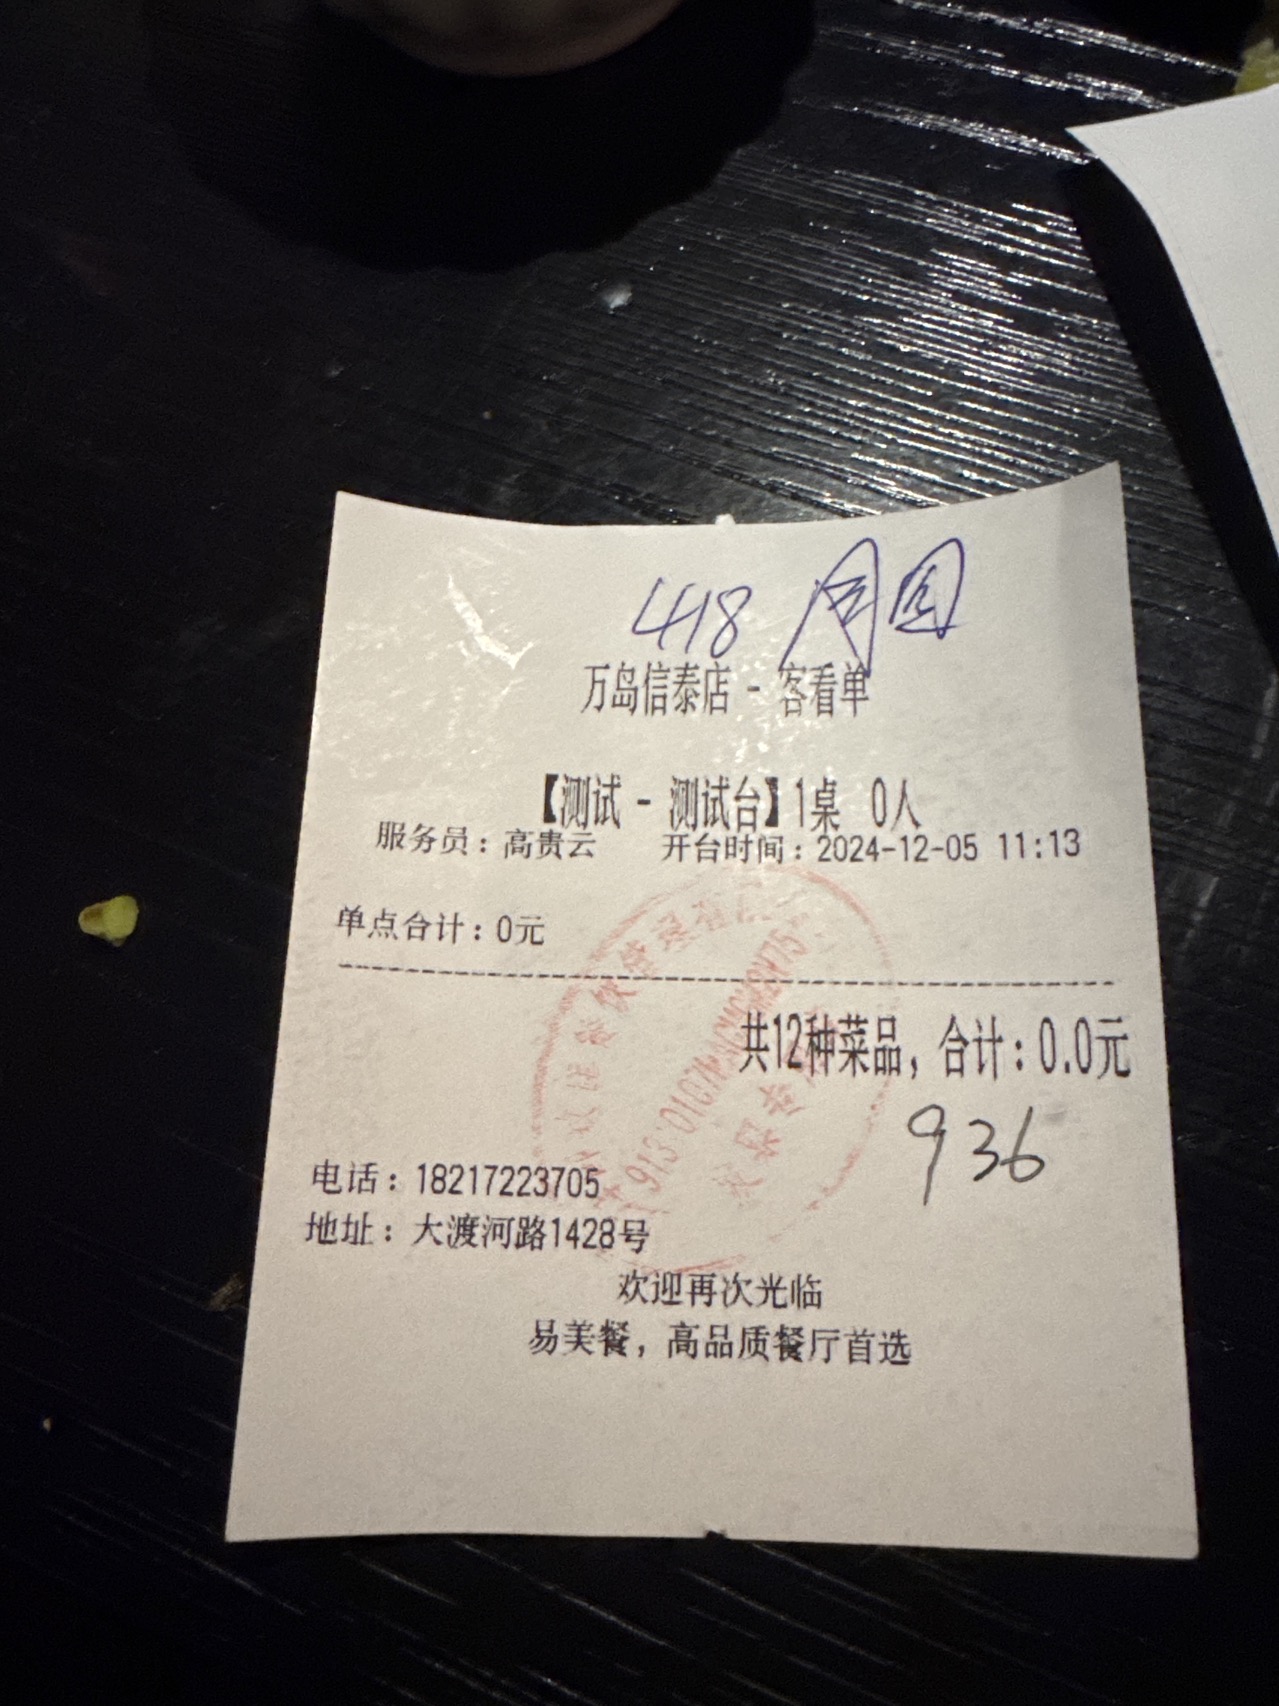 418 周圆
万岛信泰店 - 客看单
【测试 - 测试台】1桌 0人
服务员：高贵云 开台时间：2024-12-05 11:13
单点合计：0元
共12种菜品，合计：0.0元
936
电话：18217223705
地址：大渡河路1428号
欢迎再次光临
易美餐，高品质餐厅首选